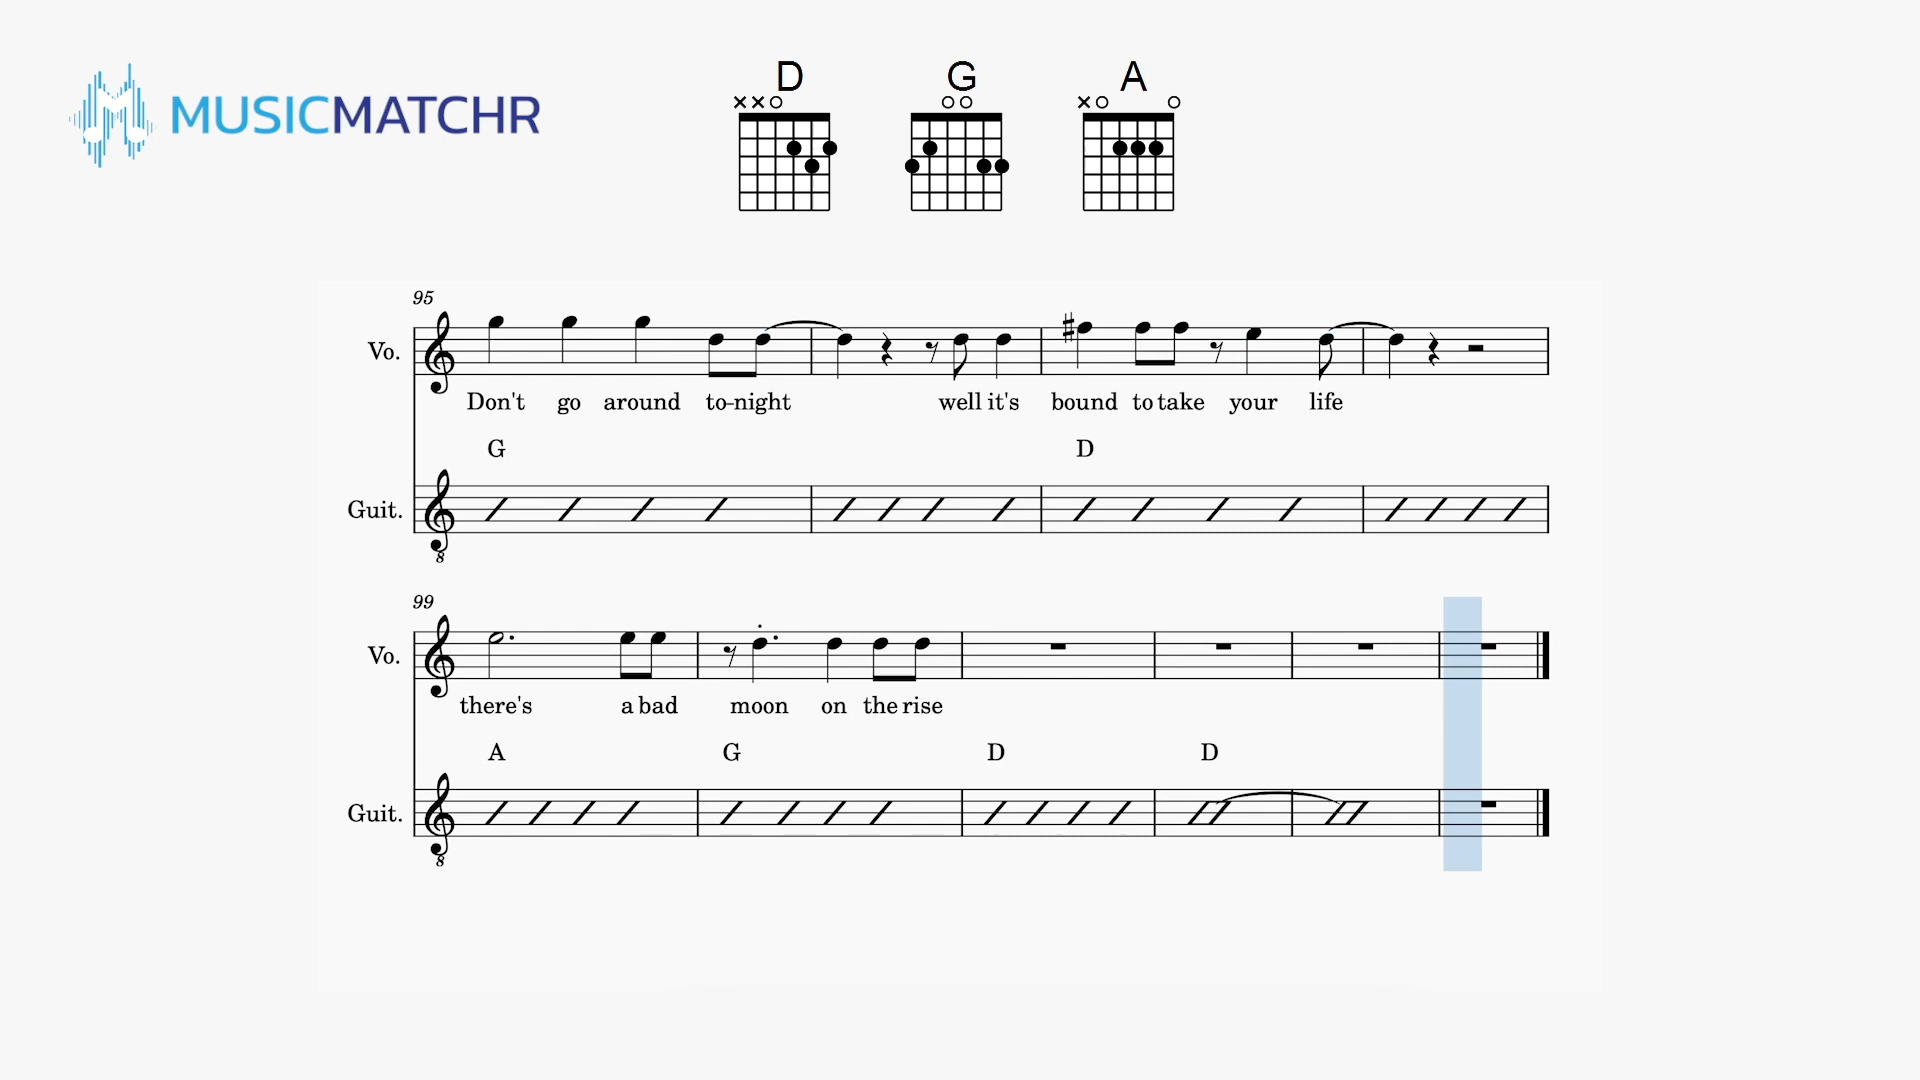 MUSICMATCHR
D G A
95
Vo.
Don't go around to-night well it's bound to take your life
G D
Guit.
8
99
Vo.
there's a bad moon on the rise
A G D D
Guit.
8